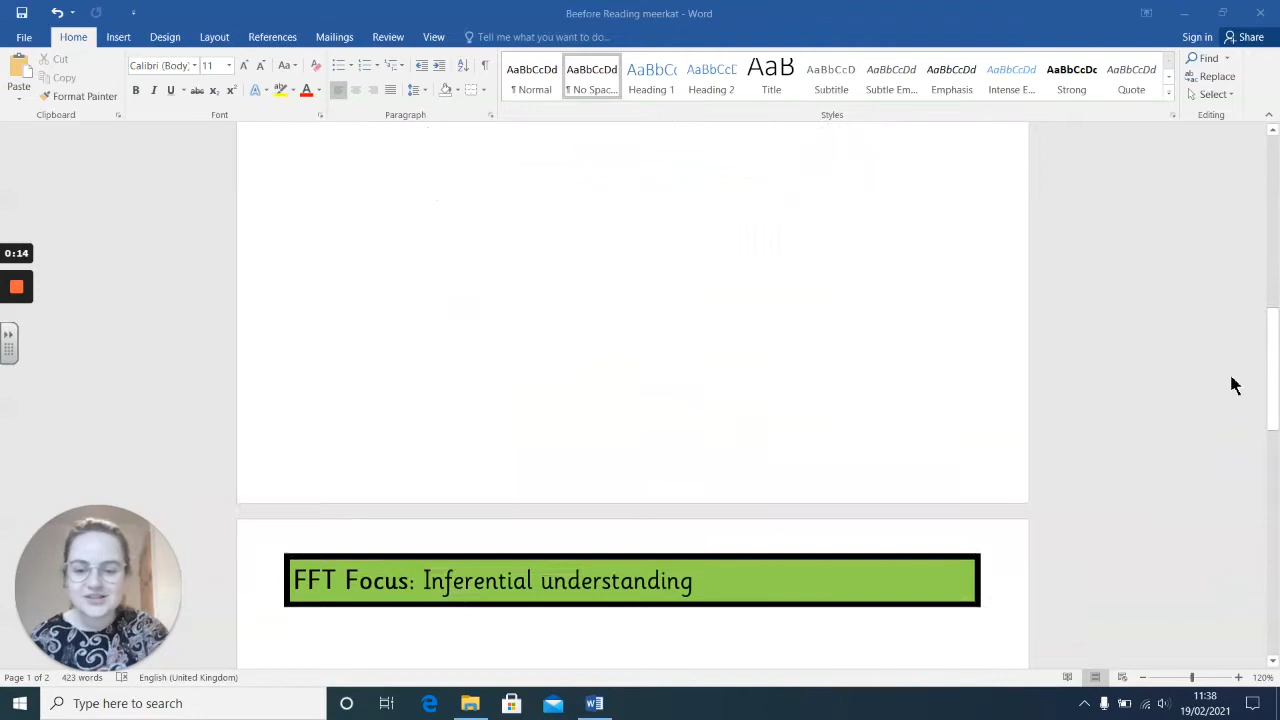 Beefore Reading meerkat - Word
File Home Insert Design Layout References Mailings Review View Tell me what you want to do... Sign in Share
Paste
Cut
Copy
Format Painter
Clipboard
Calibri (Body) 11
Font
Paragraph
AaBbCcDd AaBbCcDd AaBbCc AaBbCcD AaB AaBbCcD AaBbCcDd AaBbCcDd AaBbCcDd AaBbCcDc AaBbCcDd
¶ Normal ¶ No Spac... Heading 1 Heading 2 Title Subtitle Subtle Em... Emphasis Intense E... Strong Quote
Styles
Find
Replace
Select
Editing
0:14
FFT Focus: Inferential understanding
Page 1 of 2 423 words English (United Kingdom) 120%
Type here to search
11:38
19/02/2021